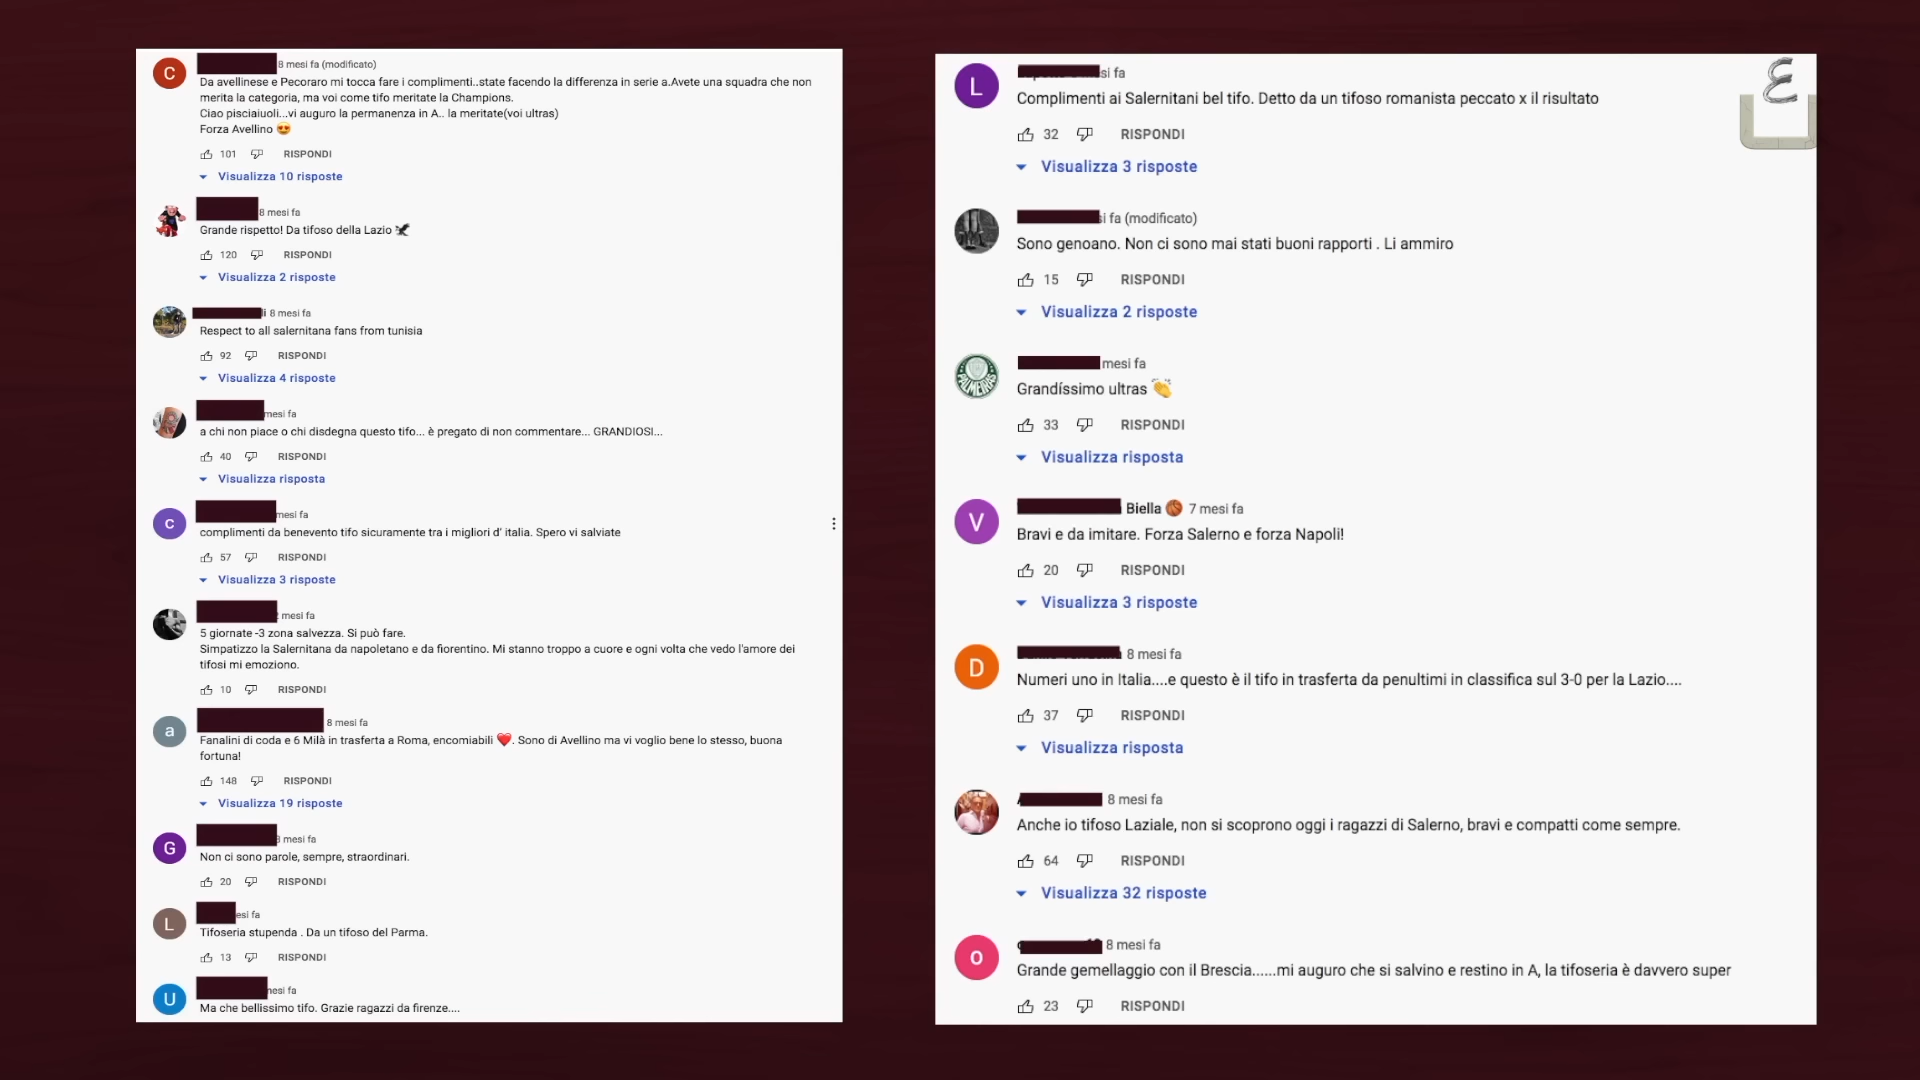 C
8 mesi fa (modificato)
Da avellinese e Pecoraro mi tocca fare i complimenti..state facendo la differenza in serie a.Avete una squadra che non
merita la categoria, ma voi come tifo meritate la Champions.
Ciao pisciaiuoli...vi auguro la permanenza in A.. la meritate(voi ultras)
Forza Avellino 😍
101 RISPONDI
Visualizza 10 risposte
8 mesi fa
Grande rispetto! Da tifoso della Lazio 🦅
120 RISPONDI
Visualizza 2 risposte
8 mesi fa
Respect to all salernitana fans from tunisia
92 RISPONDI
Visualizza 4 risposte
mesi fa
a chi non piace o chi disdegna questo tifo... è pregato di non commentare... GRANDIOSI...
40 RISPONDI
Visualizza risposta
c
mesi fa
complimenti da benevento tifo sicuramente tra i migliori d' italia. Spero vi salviate
57 RISPONDI
Visualizza 3 risposte
mesi fa
5 giornate -3 zona salvezza. Si può fare.
Simpatizzo la Salernitana da napoletano e da fiorentino. Mi stanno troppo a cuore e ogni volta che vedo l'amore dei
tifosi mi emoziono.
10 RISPONDI
a
8 mesi fa
Fanalini di coda e 6 Milà in trasferta a Roma, encomiabili ❤️. Sono di Avellino ma vi voglio bene lo stesso, buona
fortuna!
148 RISPONDI
Visualizza 19 risposte
G
mesi fa
Non ci sono parole, sempre, straordinari.
20 RISPONDI
L
esi fa
Tifoseria stupenda . Da un tifoso del Parma.
13 RISPONDI
U
mesi fa
Ma che bellissimo tifo. Grazie ragazzi da firenze....
L
si fa
Complimenti ai Salernitani bel tifo. Detto da un tifoso romanista peccato x il risultato
32 RISPONDI
Visualizza 3 risposte
si fa (modificato)
Sono genoano. Non ci sono mai stati buoni rapporti . Li ammiro
15 RISPONDI
Visualizza 2 risposte
PALMEIRAS
mesi fa
Grandíssimo ultras 👏
33 RISPONDI
Visualizza risposta
V
Biella 🏀 7 mesi fa
Bravi e da imitare. Forza Salerno e forza Napoli!
20 RISPONDI
Visualizza 3 risposte
D
8 mesi fa
Numeri uno in Italia....e questo è il tifo in trasferta da penultimi in classifica sul 3-0 per la Lazio....
37 RISPONDI
Visualizza risposta
8 mesi fa
Anche io tifoso Laziale, non si scoprono oggi i ragazzi di Salerno, bravi e compatti come sempre.
64 RISPONDI
Visualizza 32 risposte
o
8 mesi fa
Grande gemellaggio con il Brescia......mi auguro che si salvino e restino in A, la tifoseria è davvero super
23 RISPONDI